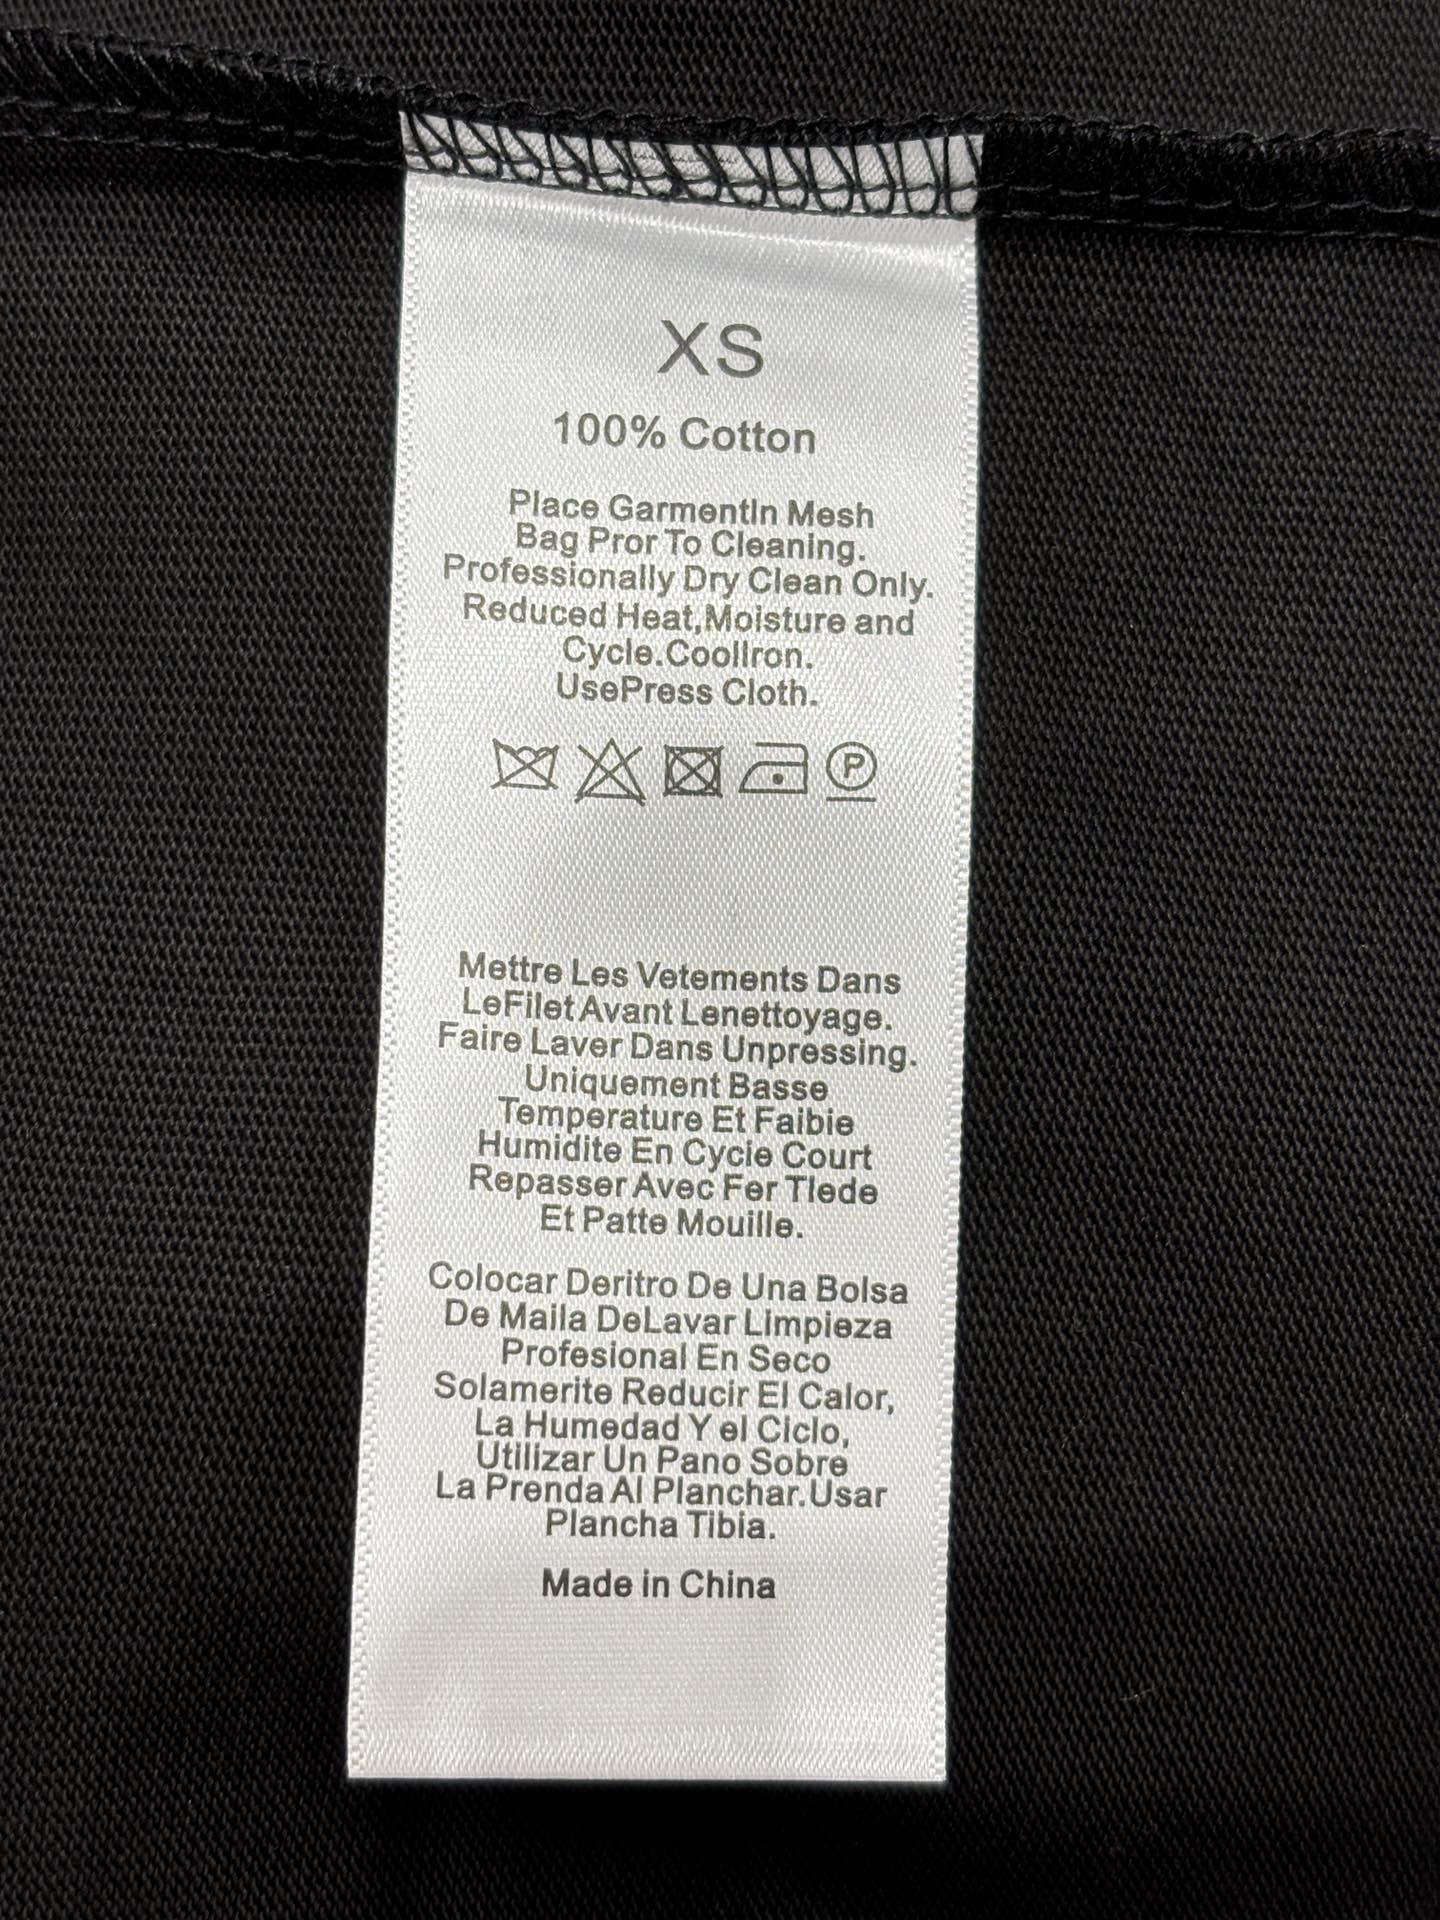 XS
100% Cotton
Place GarmentIn Mesh
Bag Pror To Cleaning.
Professionally Dry Clean Only.
Reduced Heat,Moisture and
Cycle.CoolIron.
UsePress Cloth.
P
Mettre Les Vetements Dans
LeFilet Avant Lenettoyage.
Faire Laver Dans Unpressing.
Uniquement Basse
Temperature Et Faibie
Humidite En Cycie Court
Repasser Avec Fer Tlede
Et Patte Mouille.
Colocar Deritro De Una Bolsa
De Maila DeLavar Limpieza
Profesional En Seco
Solamerite Reducir El Calor,
La Humedad Y el Ciclo,
Utilizar Un Pano Sobre
La Prenda Al Planchar.Usar
Plancha Tibia.
Made in China